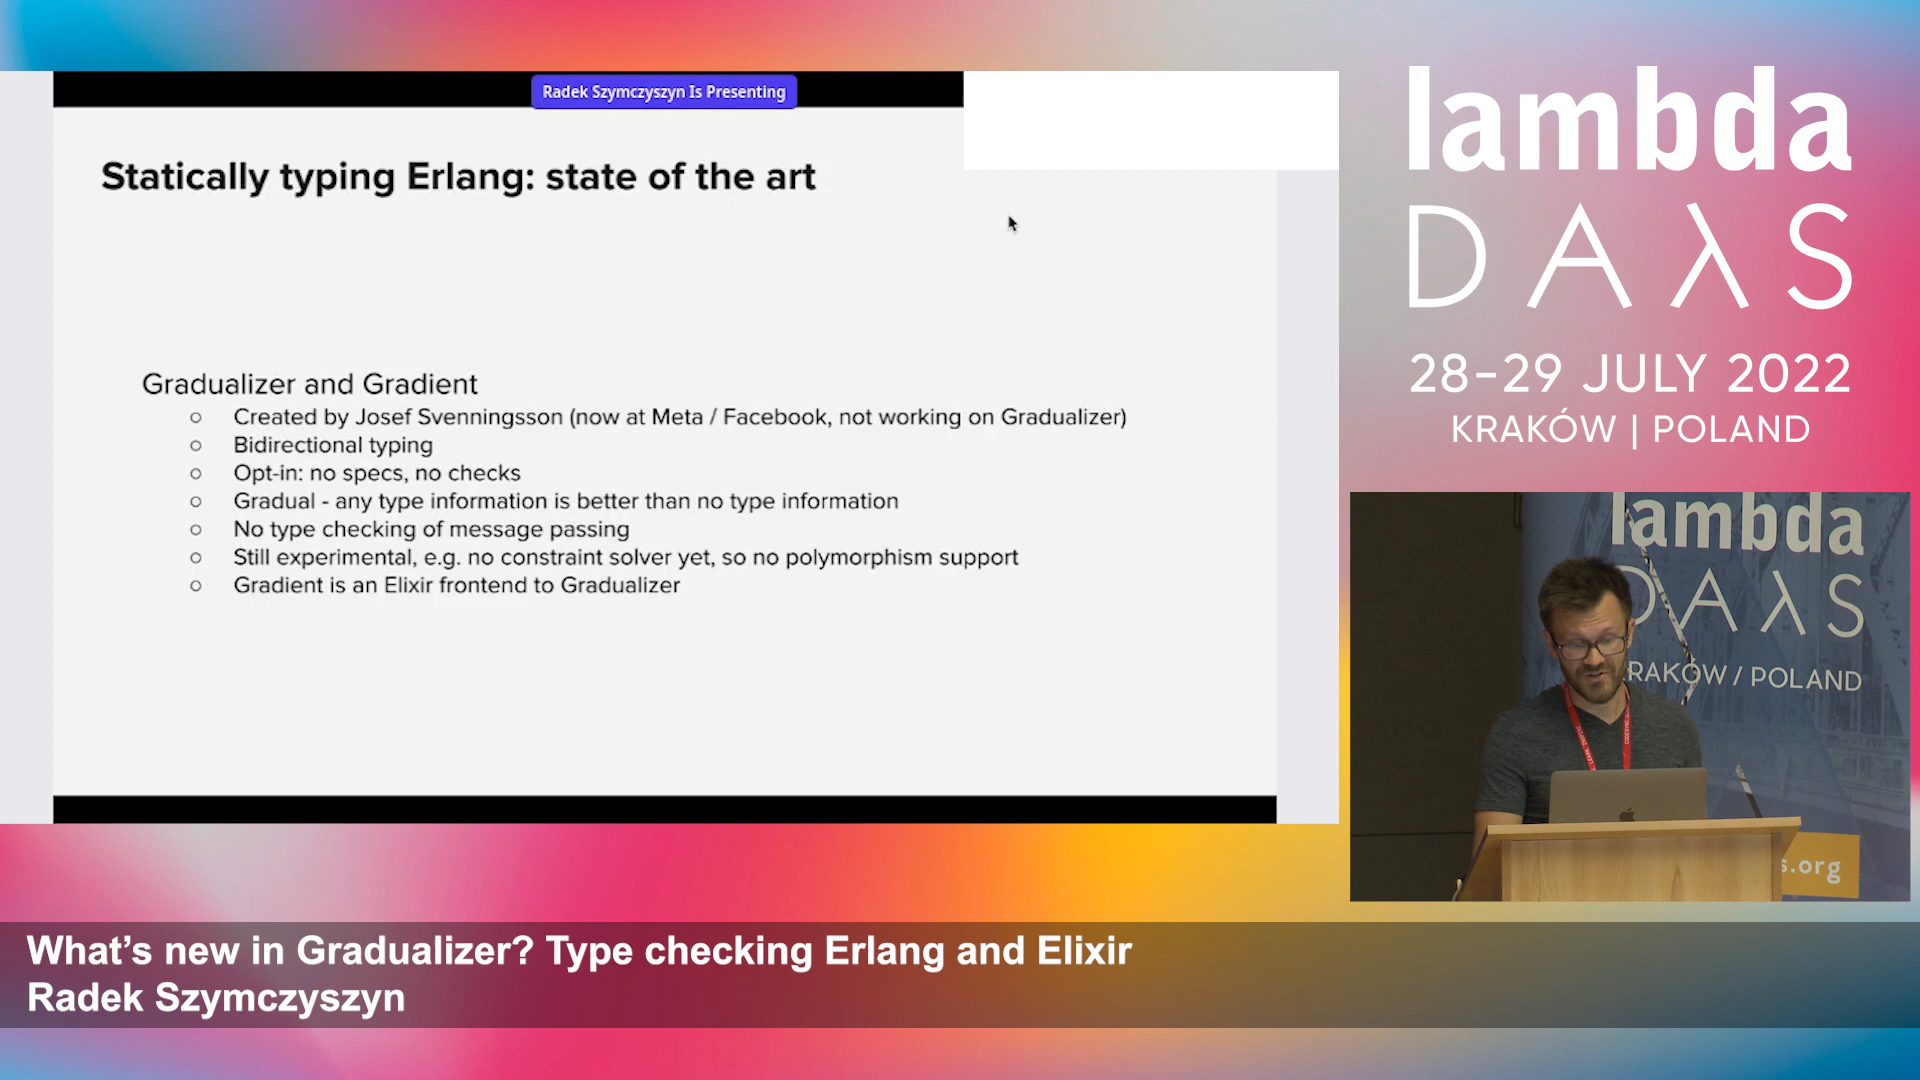 Radek Szymczyszyn Is Presenting
Statically typing Erlang: state of the art
Gradualizer and Gradient
Created by Josef Svenningsson (now at Meta / Facebook, not working on Gradualizer)
Bidirectional typing
Opt-in: no specs, no checks
Gradual - any type information is better than no type information
No type checking of message passing
Still experimental, e.g. no constraint solver yet, so no polymorphism support
Gradient is an Elixir frontend to Gradualizer
lambda
DAλS
28-29 JULY 2022
KRAKÓW | POLAND
lambda
DAλS
KRAKÓW / POLAND
s.org
What's new in Gradualizer? Type checking Erlang and Elixir
Radek Szymczyszyn